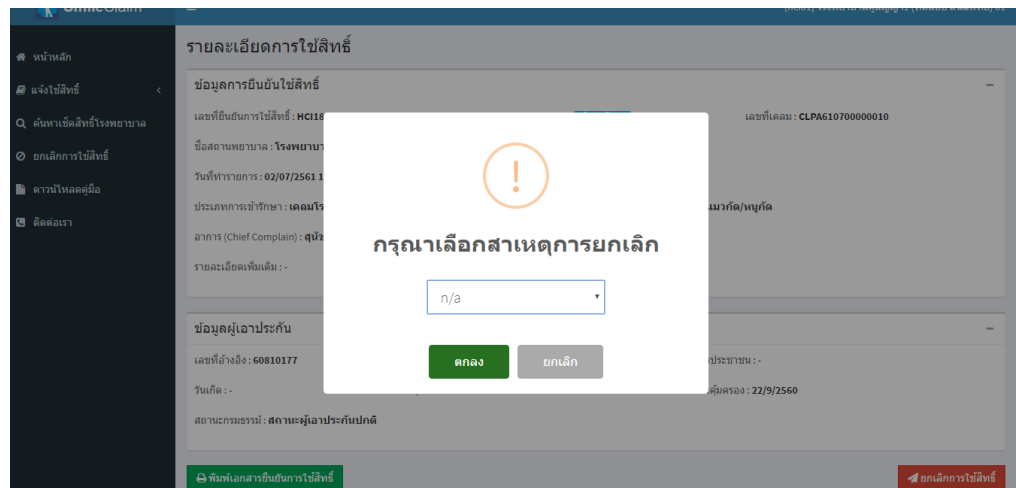 SmileClaim
รายละเอียดการใช้สิทธิ์
หน้าหลัก
แจ้งใช้สิทธิ์
ค้นหาเช็คสิทธิ์โรงพยาบาล
ยกเลิกการใช้สิทธิ์
ดาวน์โหลดคู่มือ
ติดต่อเรา
ข้อมูลการยืนยันใช้สิทธิ์
เลขที่ยืนยันการใช้สิทธิ์ : HCI18
เลขที่เคลม : CLPA610700000010
ชื่อสถานพยาบาล : โรงพยาบา
วันที่ทำรายการ : 02/07/2561 1
ประเภทการเข้ารักษา : เคลมโร
แมวกัด/หนูกัด
อาการ (Chief Complain) : สุนัข
รายละเอียดเพิ่มเติม : -
!
กรุณาเลือกสาเหตุการยกเลิก
n/a
ตกลง ยกเลิก
ข้อมูลผู้เอาประกัน
เลขที่อ้างอิง : 60810177
ประชาชน : -
วันเกิด : -
คุ้มครอง : 22/9/2560
สถานะกรมธรรม์ : สถานะผู้เอาประกันปกติ
พิมพ์เอกสารยืนยันการใช้สิทธิ์
ยกเลิกการใช้สิทธิ์